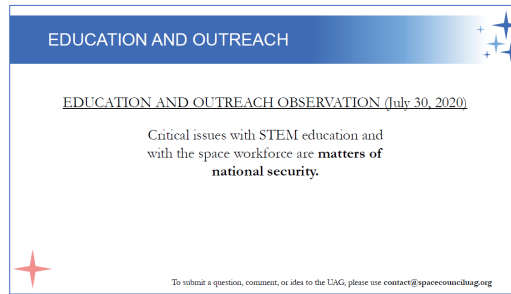 EDUCATION AND OUTREACH
EDUCATION AND OUTREACH OBSERVATION (July 30, 2020)
Critical issues with STEM education and
with the space workforce are matters of
national security.
To submit a question, comment, or idea to the UAG, please use contact@spacecounciluag.org